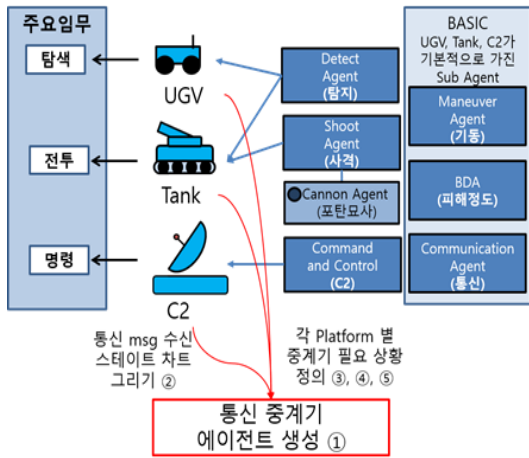 주요임무
탐색
전투
명령
UGV
Tank
C2
Detect
Agent
(탐지)
Shoot
Agent
(사격)
Cannon Agent
(포탄묘사)
Command
and Control
(C2)
BASIC
UGV, Tank, C2가
기본적으로 가진
Sub Agent
Maneuver
Agent
(기동)
BDA
(피해정도)
Communication
Agent
(통신)
통신 msg 수신
스테이트 차트
그리기 ②
각 Platform 별
중계기 필요 상황
정의 ③, ④, ⑤
통신 중계기
에이전트 생성 ①